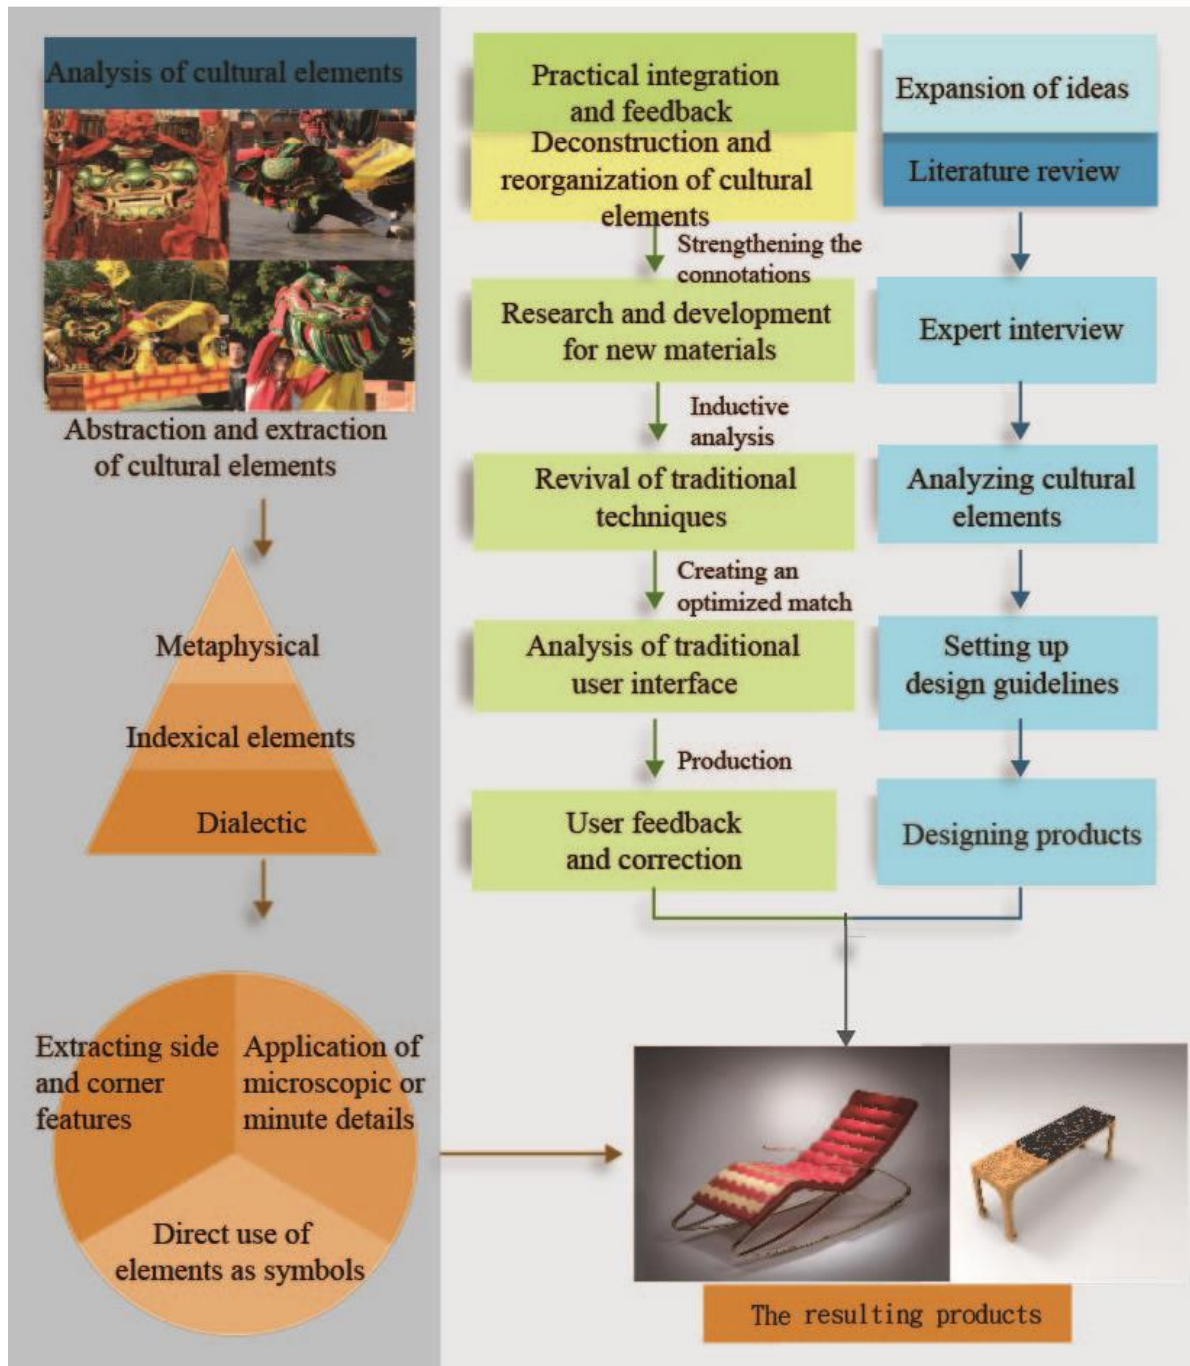 Analysis of cultural elements
Abstraction and extraction
of cultural elements
Metaphysical
Indexical elements
Dialectic
Extracting side
and corner
features
Application of
microscopic or
minute details
Direct use of
elements as symbols
Practical integration
and feedback
Deconstruction and
reorganization of cultural
elements
Strengthening the
connotations
Research and development
for new materials
Inductive
analysis
Revival of traditional
techniques
Creating an
optimized match
Analysis of traditional
user interface
Production
User feedback
and correction
Expansion of ideas
Literature review
Expert interview
Analyzing cultural
elements
Setting up
design guidelines
Designing products
The resulting products